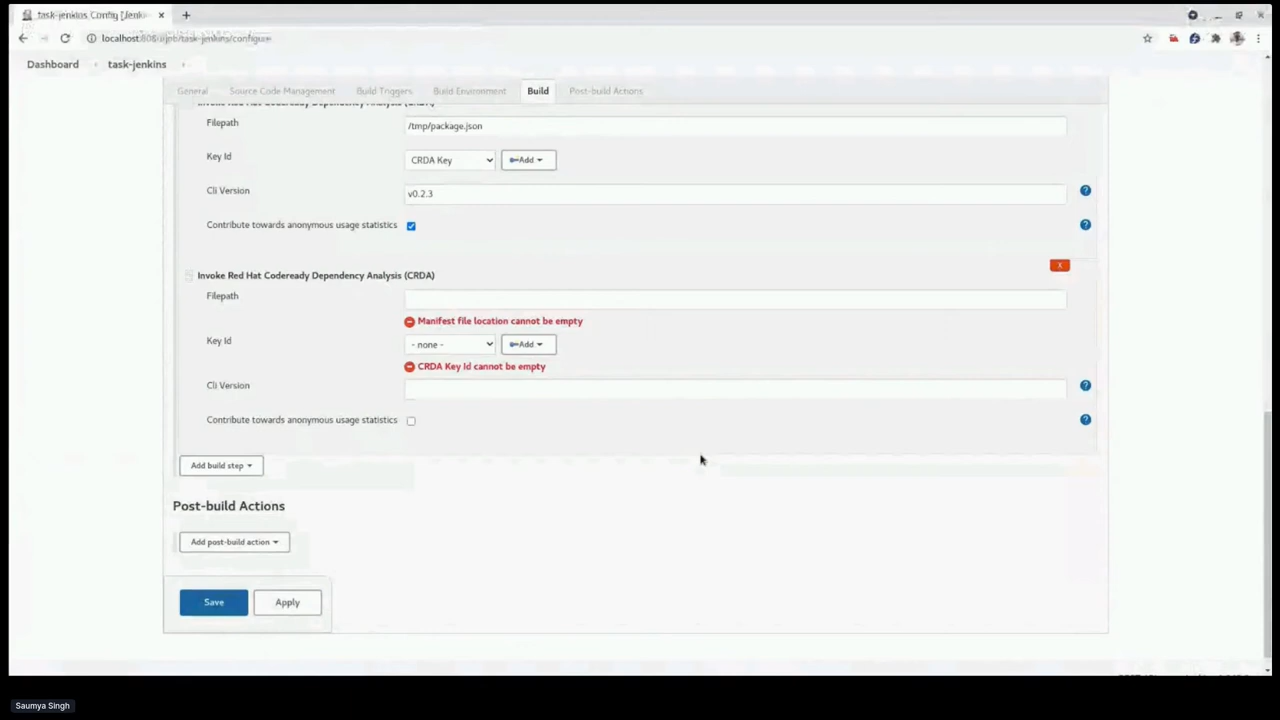 task-jenkins Config [Jenk
localhost:808
/job/task-jenkins/configure
Dashboard
task-jenkins
General
Source Code Management
Build Triggers
Build Environment
Build
Post-build Actions
Invoke Red Hat Codeready Dependency Analysis (CRDA)
Filepath
/tmp/package.json
Key Id
CRDA Key
Add
Cli Version
v0.2.3
Contribute towards anonymous usage statistics
Invoke Red Hat Codeready Dependency Analysis (CRDA)
X
Filepath
Manifest file location cannot be empty
Key Id
- none -
Add
CRDA Key Id cannot be empty
Cli Version
Contribute towards anonymous usage statistics
Add build step
Post-build Actions
Add post-build action
Save
Apply
Saumya Singh